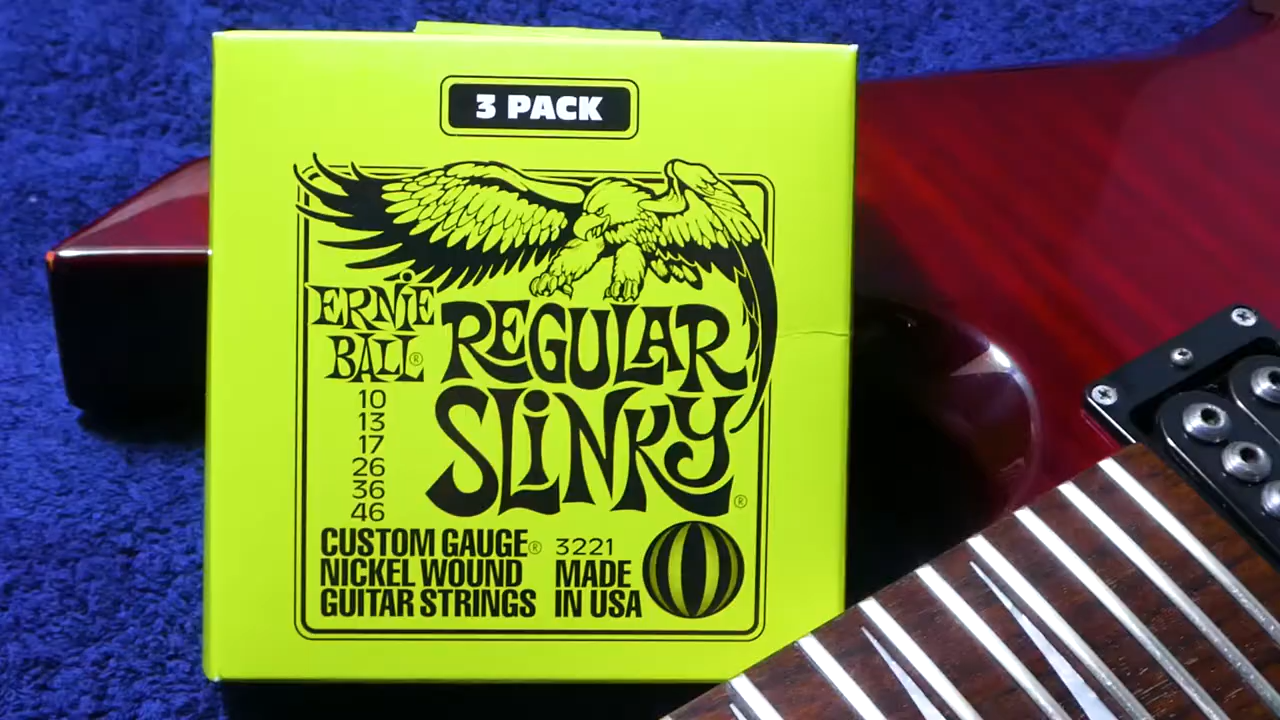 3 PACK
ERNIE
BALL®
REGULAR
SLINKY®
10
13
17
26
36
46
CUSTOM GAUGE®
NICKEL WOUND
GUITAR STRINGS
3221
MADE
IN USA